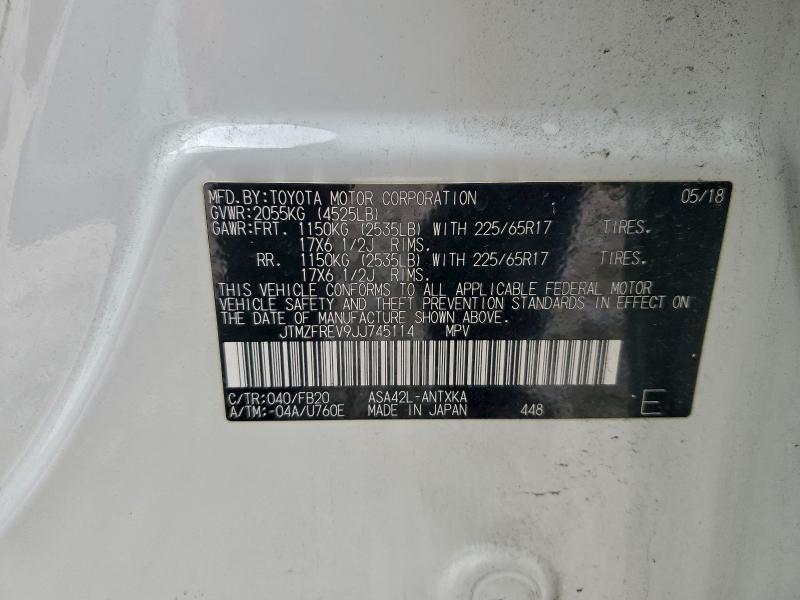 MFD.BY:TOYOTA MOTOR CORPORATION 05/18
GVWR:2055KG (4525LB)
GAWR:FRT. 1150KG (2535LB) WITH 225/65R17 TIRES.
17X6 1/2J RIMS.
RR. 1150KG (2535LB) WITH 225/65R17 TIRES.
17X6 1/2J RIMS.
THIS VEHICLE CONFORMS TO ALL APPLICABLE FEDERAL MOTOR
VEHICLE SAFETY AND THEFT PREVENTION STANDARDS IN EFFECT ON
THE DATE OF MANUFACTURE SHOWN ABOVE.
JTMZFREV9JJ745114 MPV
C/TR:040/FB20 ASA42L-ANTXKA
A/TM:-04A/U760E MADE IN JAPAN 448 E